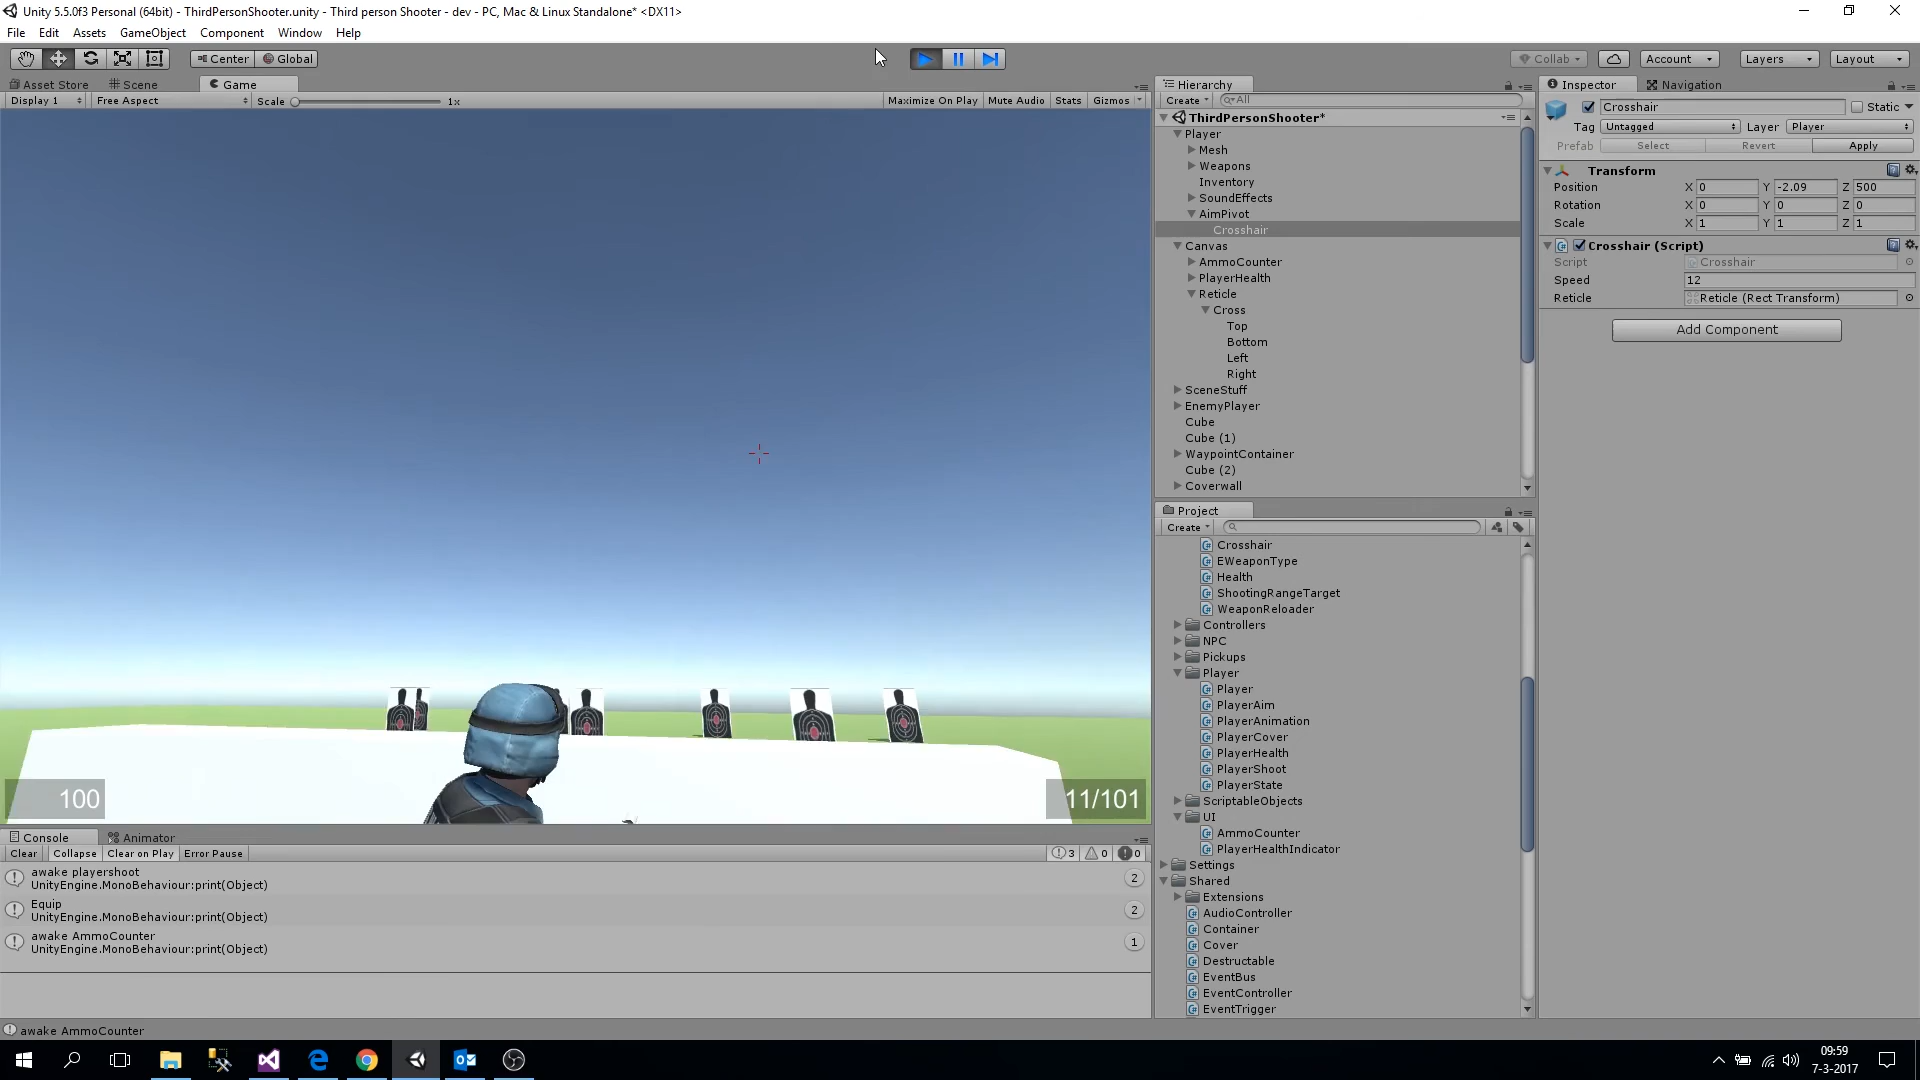 Unity 5.5.0f3 Personal (64bit) - ThirdPersonShooter.unity - Third person Shooter - dev - PC, Mac & Linux Standalone* <DX11>
File Edit Assets GameObject Component Window Help
Center Global Collab Account Layers Layout
Asset Store Scene Game
Display 1 Free Aspect Scale 1x Maximize On Play Mute Audio Stats Gizmos
100
11/101
Console Animator
Clear Collapse Clear on Play Error Pause 3 0 0
awake playershoot
UnityEngine.MonoBehaviour:print(Object)
2
Equip
UnityEngine.MonoBehaviour:print(Object)
2
awake AmmoCounter
UnityEngine.MonoBehaviour:print(Object)
1
awake AmmoCounter
Hierarchy
Create All
ThirdPersonShooter*
Player
Mesh
Weapons
Inventory
SoundEffects
AimPivot
Crosshair
Canvas
AmmoCounter
PlayerHealth
Reticle
Cross
Top
Bottom
Left
Right
SceneStuff
EnemyPlayer
Cube
Cube (1)
WaypointContainer
Cube (2)
Coverwall
Project
Create
Crosshair
EWeaponType
Health
ShootingRangeTarget
WeaponReloader
Controllers
NPC
Pickups
Player
Player
PlayerAim
PlayerAnimation
PlayerCover
PlayerHealth
PlayerShoot
PlayerState
ScriptableObjects
UI
AmmoCounter
PlayerHealthIndicator
Settings
Shared
Extensions
AudioController
Container
Cover
Destructable
EventBus
EventController
EventTrigger
Inspector Navigation
Crosshair Static
Tag Untagged Layer Player
Prefab Select Revert Apply
Transform
Position X 0 Y -2.09 Z 500
Rotation X 0 Y 0 Z 0
Scale X 1 Y 1 Z 1
Crosshair (Script)
Script Crosshair
Speed 12
Reticle Reticle (Rect Transform)
Add Component
09:59
7-3-2017